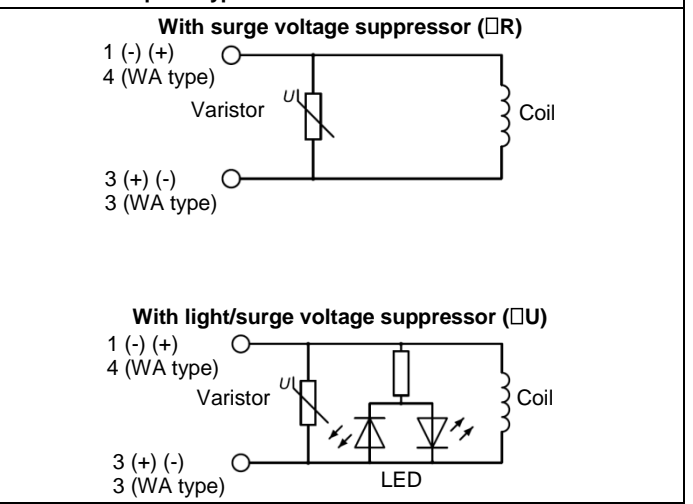 With surge voltage suppressor (□R)
1 (-) (+)
4 (WA type)
Varistor
U
Coil
3 (+) (-)
3 (WA type)
With light/surge voltage suppressor (□U)
1 (-) (+)
4 (WA type)
Varistor
U
Coil
3 (+) (-)
3 (WA type)
LED